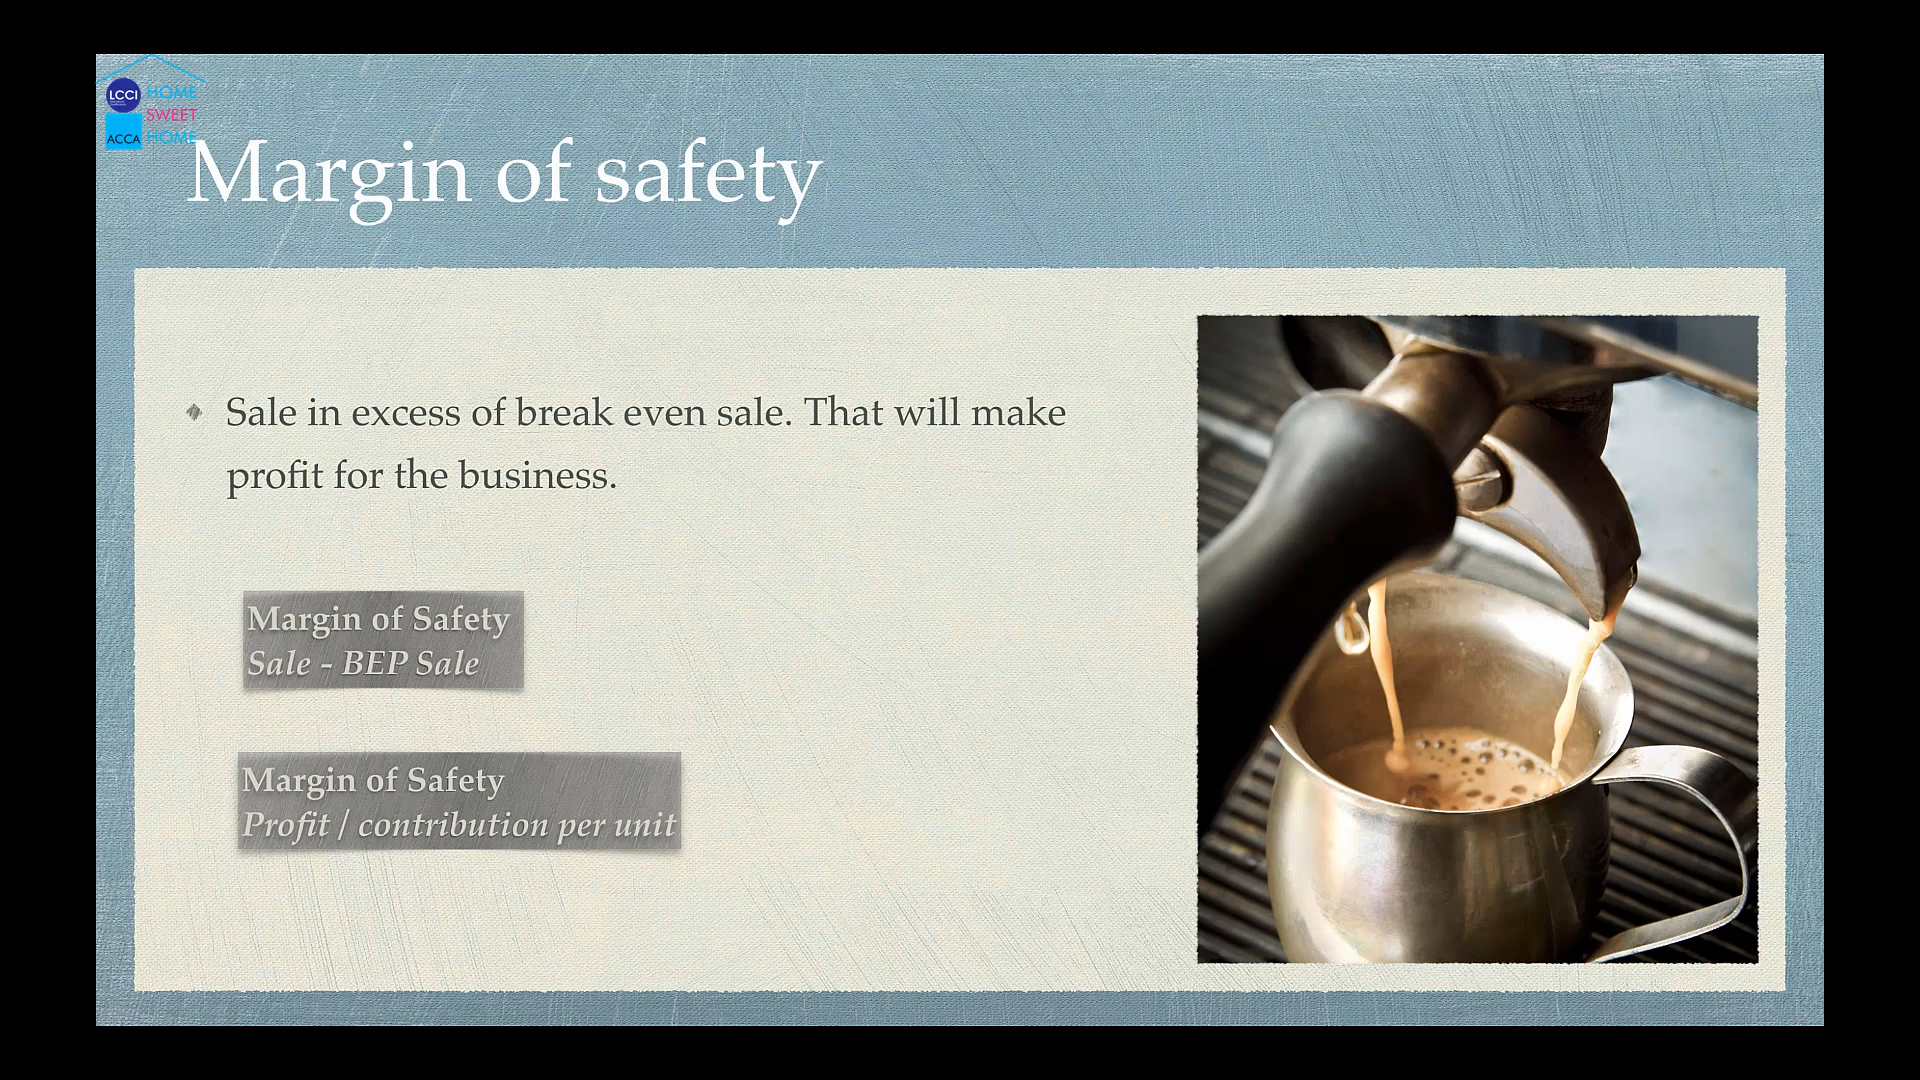 LCCI
HOME
SWEET
ACCA HOME
Margin of safety
Sale in excess of break even sale. That will make
profit for the business.
Margin of Safety
Sale - BEP Sale
Margin of Safety
Profit / contribution per unit